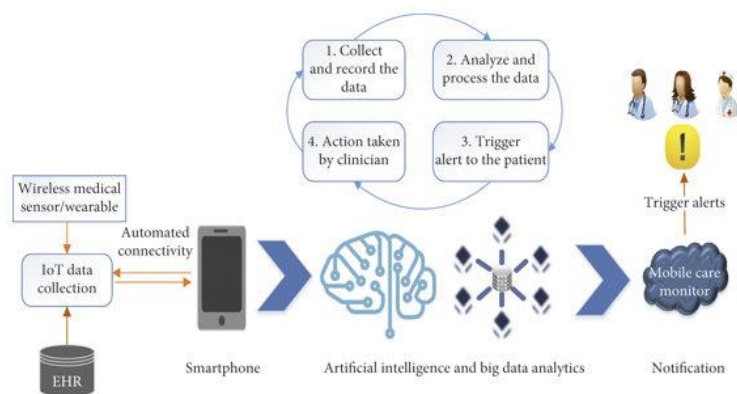 1. Collect
and record the
data
2. Analyze and
process the data
4. Action taken
by clinician
3. Trigger
alert to the patient
!
Wireless medical
sensor/wearable
Automated
connectivity
Trigger alerts
IoT data
collection
Mobile care
monitor
EHR
Smartphone
Artificial intelligence and big data analytics
Notification